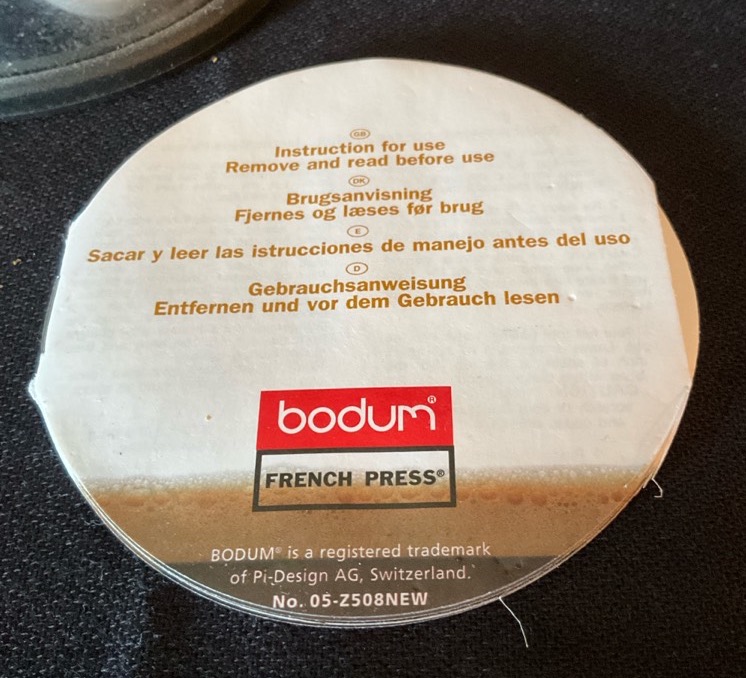 GB
Instruction for use
Remove and read before use
DK
Brugsanvisning
Fjernes og læses før brug
E
Sacar y leer las istrucciones de manejo antes del uso
D
Gebrauchsanweisung
Entfernen und vor dem Gebrauch lesen
bodum®
FRENCH PRESS®
BODUM® is a registered trademark
of Pi-Design AG, Switzerland.
No. 05-Z508NEW